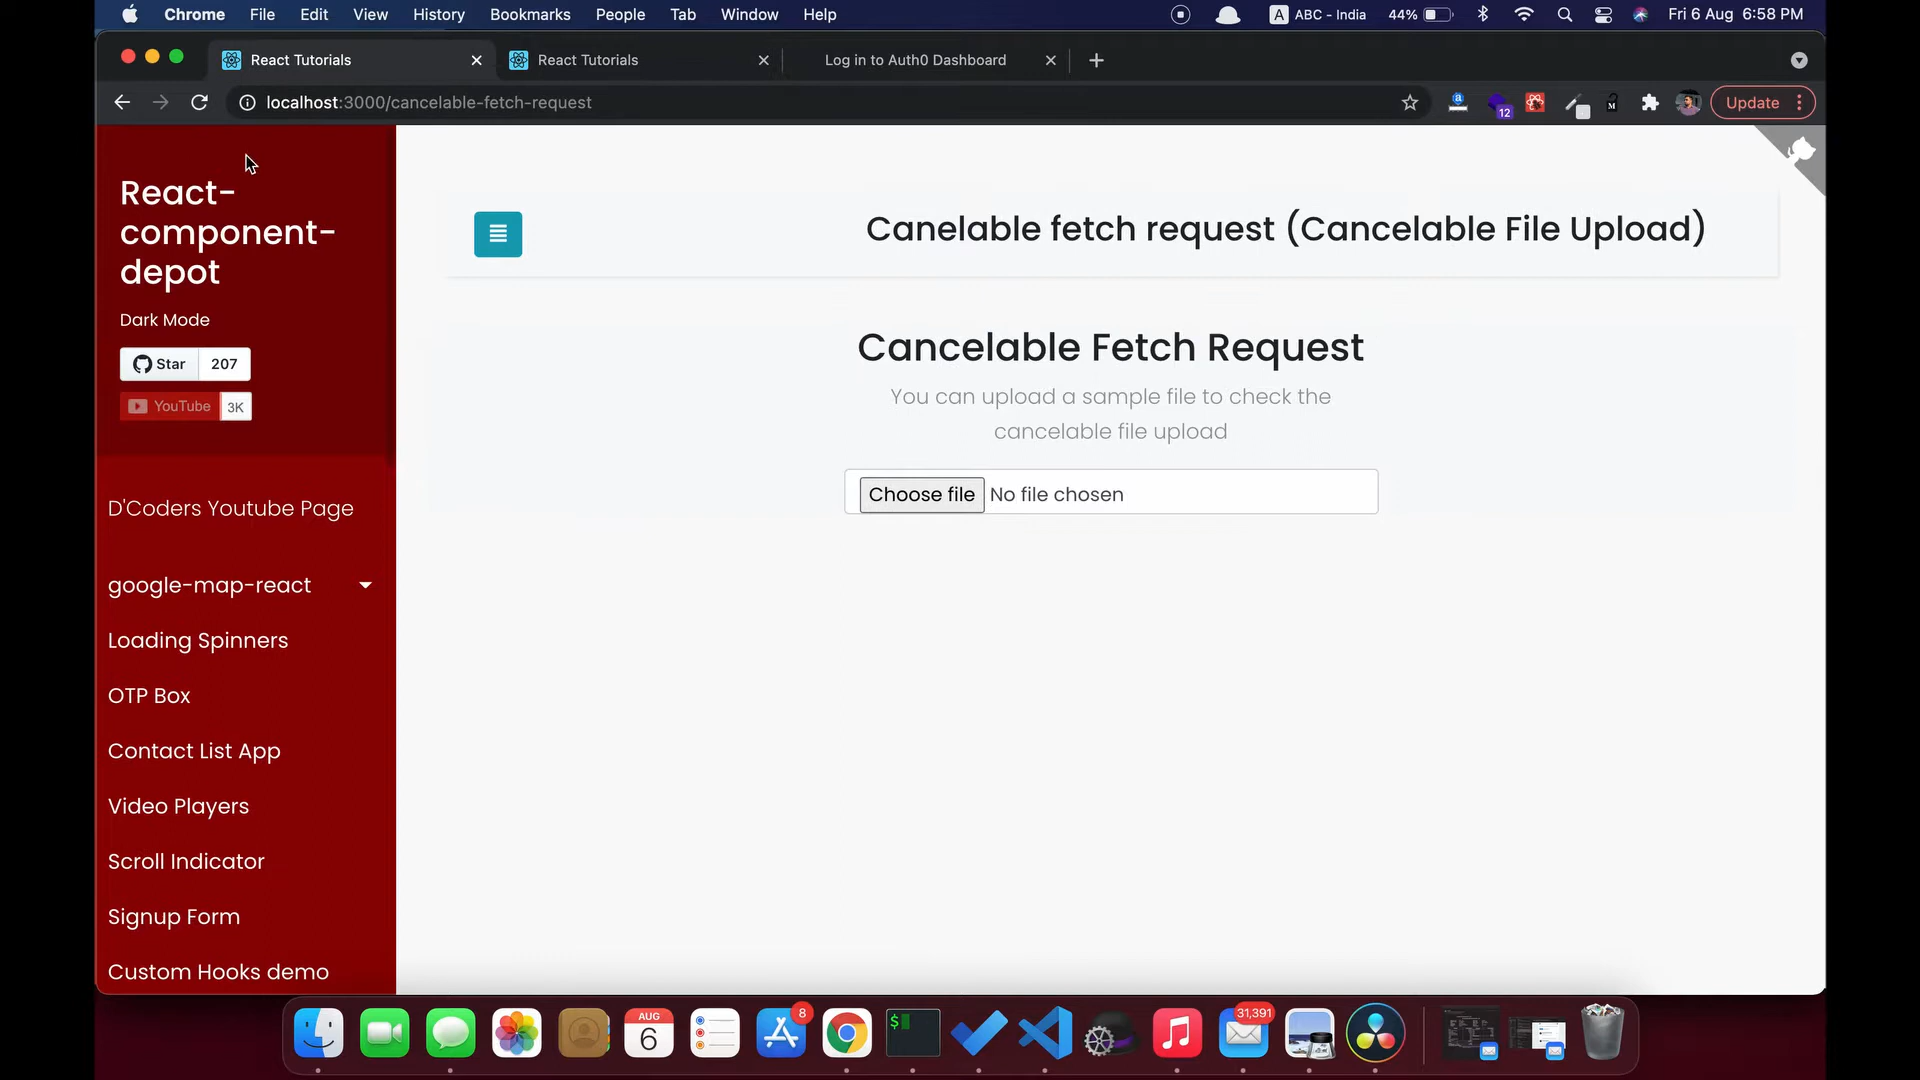 Chrome File Edit View History Bookmarks People Tab Window Help
A ABC - India 44% Fri 6 Aug 6:58 PM
React Tutorials
React Tutorials
Log in to Auth0 Dashboard
localhost:3000/cancelable-fetch-request
a
12
M
Update
React-
component-
depot
Dark Mode
Star 207
YouTube 3K
D'Coders Youtube Page
google-map-react
Loading Spinners
OTP Box
Contact List App
Video Players
Scroll Indicator
Signup Form
Custom Hooks demo
Canelable fetch request (Cancelable File Upload)
Cancelable Fetch Request
You can upload a sample file to check the
cancelable file upload
Choose file No file chosen
AUG
6
8
$
31,391